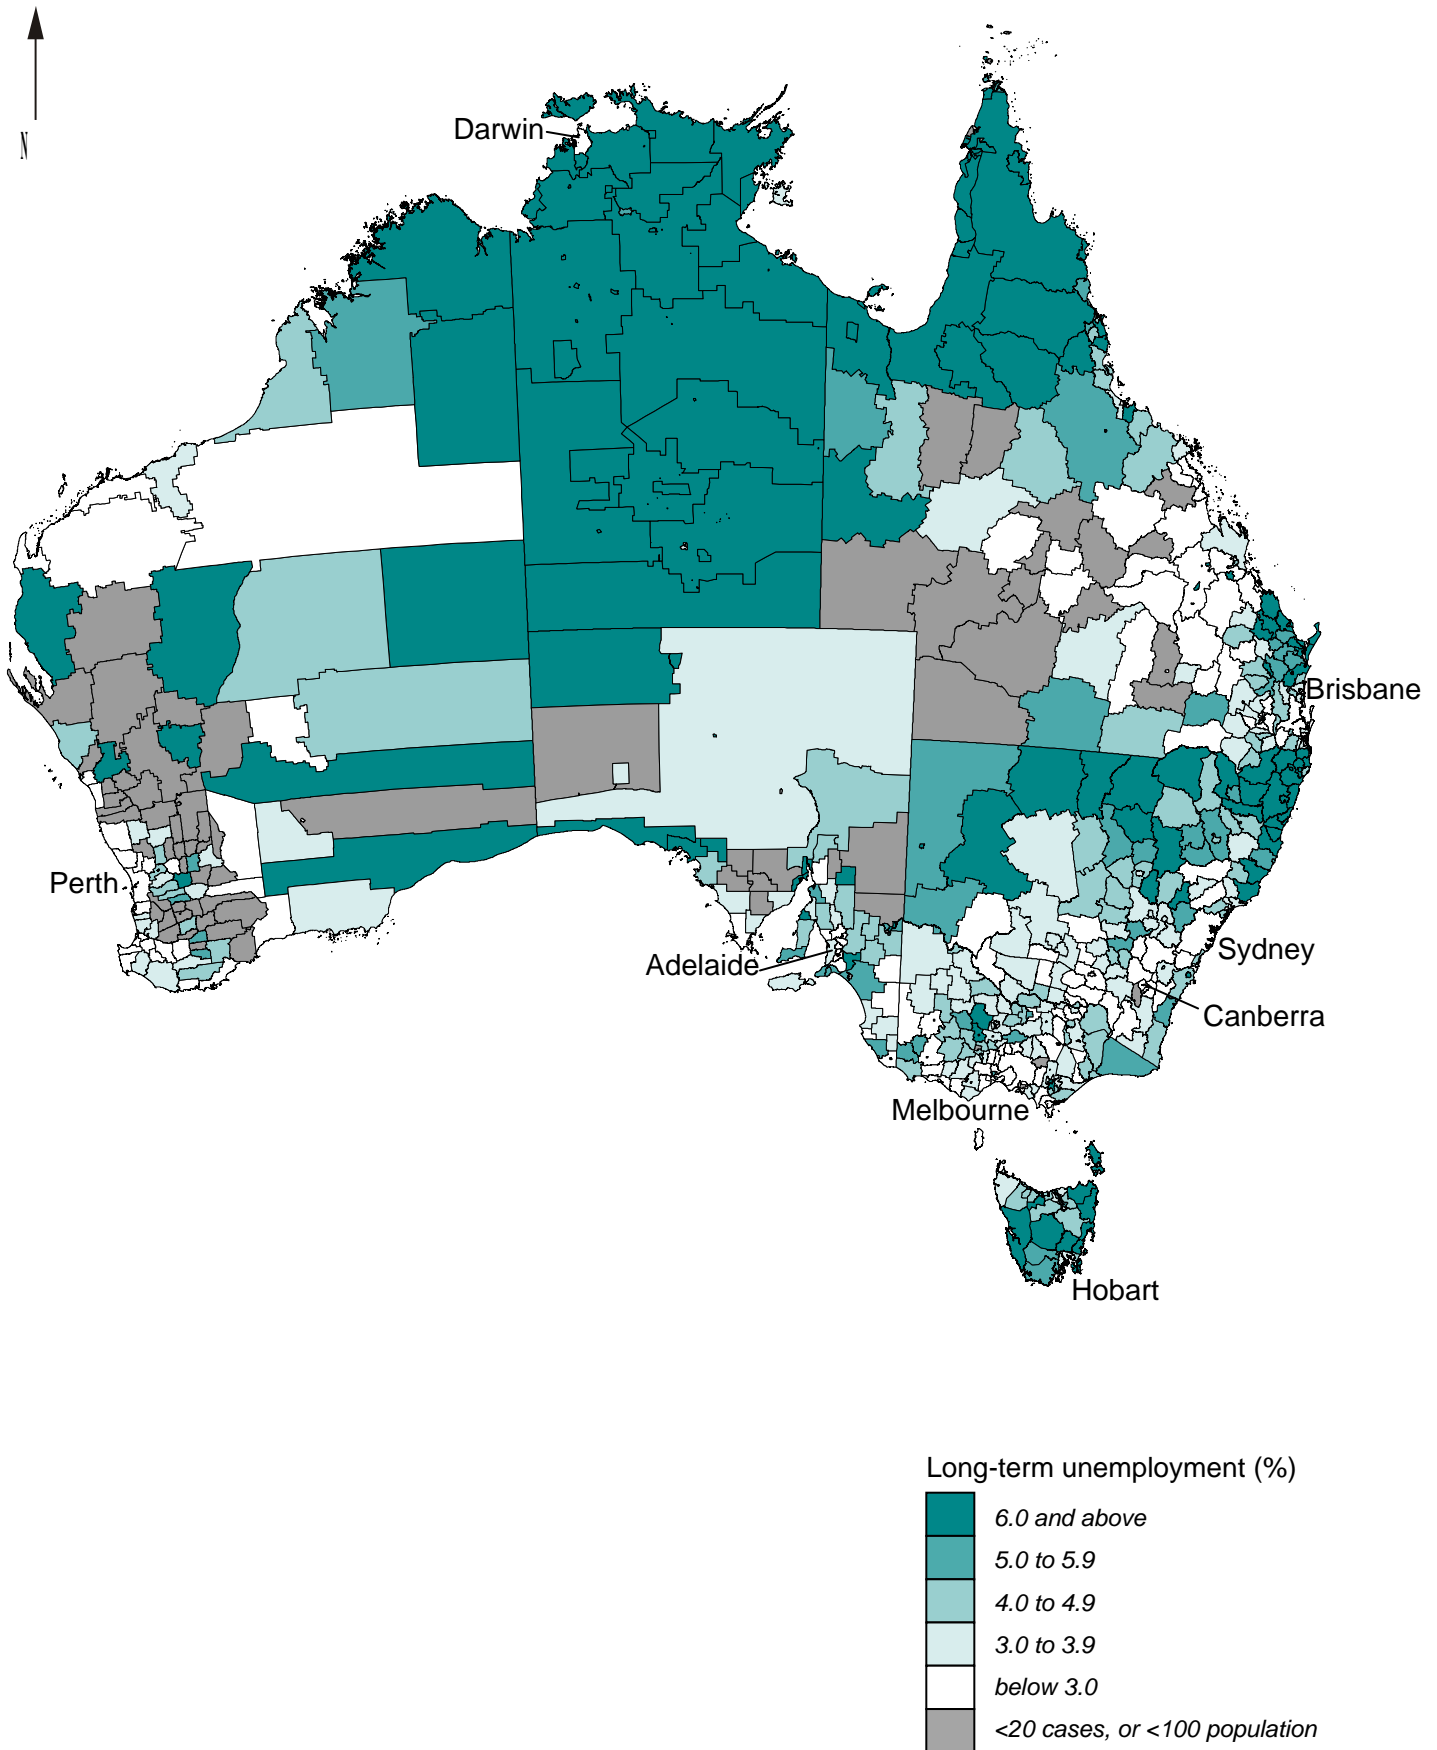 N
Darwin
Brisbane
Perth
Adelaide
Sydney
Canberra
Melbourne
Hobart
Long-term unemployment (%)
6.0 and above
5.0 to 5.9
4.0 to 4.9
3.0 to 3.9
below 3.0
<20 cases, or <100 population